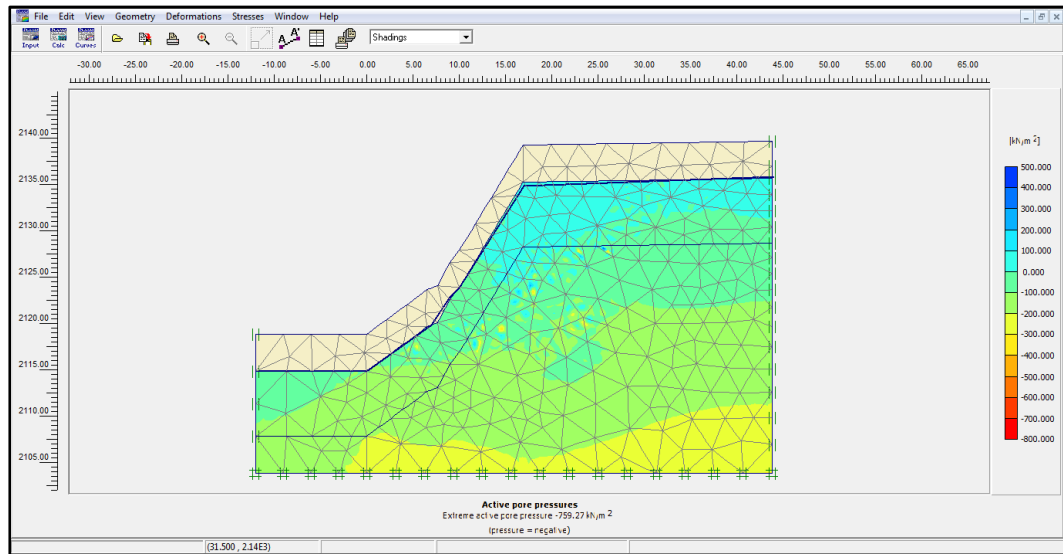 File Edit View Geometry Deformations Stresses Window Help
Input Calc Curves A A' Shadings
-30.00 -25.00 -20.00 -15.00 -10.00 -5.00 0.00 5.00 10.00 15.00 20.00 25.00 30.00 35.00 40.00 45.00 50.00 55.00 60.00 65.00
2140.00
2135.00
2130.00
2125.00
2120.00
2115.00
2110.00
2105.00
[kN/m 2]
500.000
400.000
300.000
200.000
100.000
0.000
-100.000
-200.000
-300.000
-400.000
-500.000
-600.000
-700.000
-800.000
Active pore pressures
Extreme active pore pressure -759.27 kN/m 2
(pressure = negative)
(31.500 , 2.14E3)